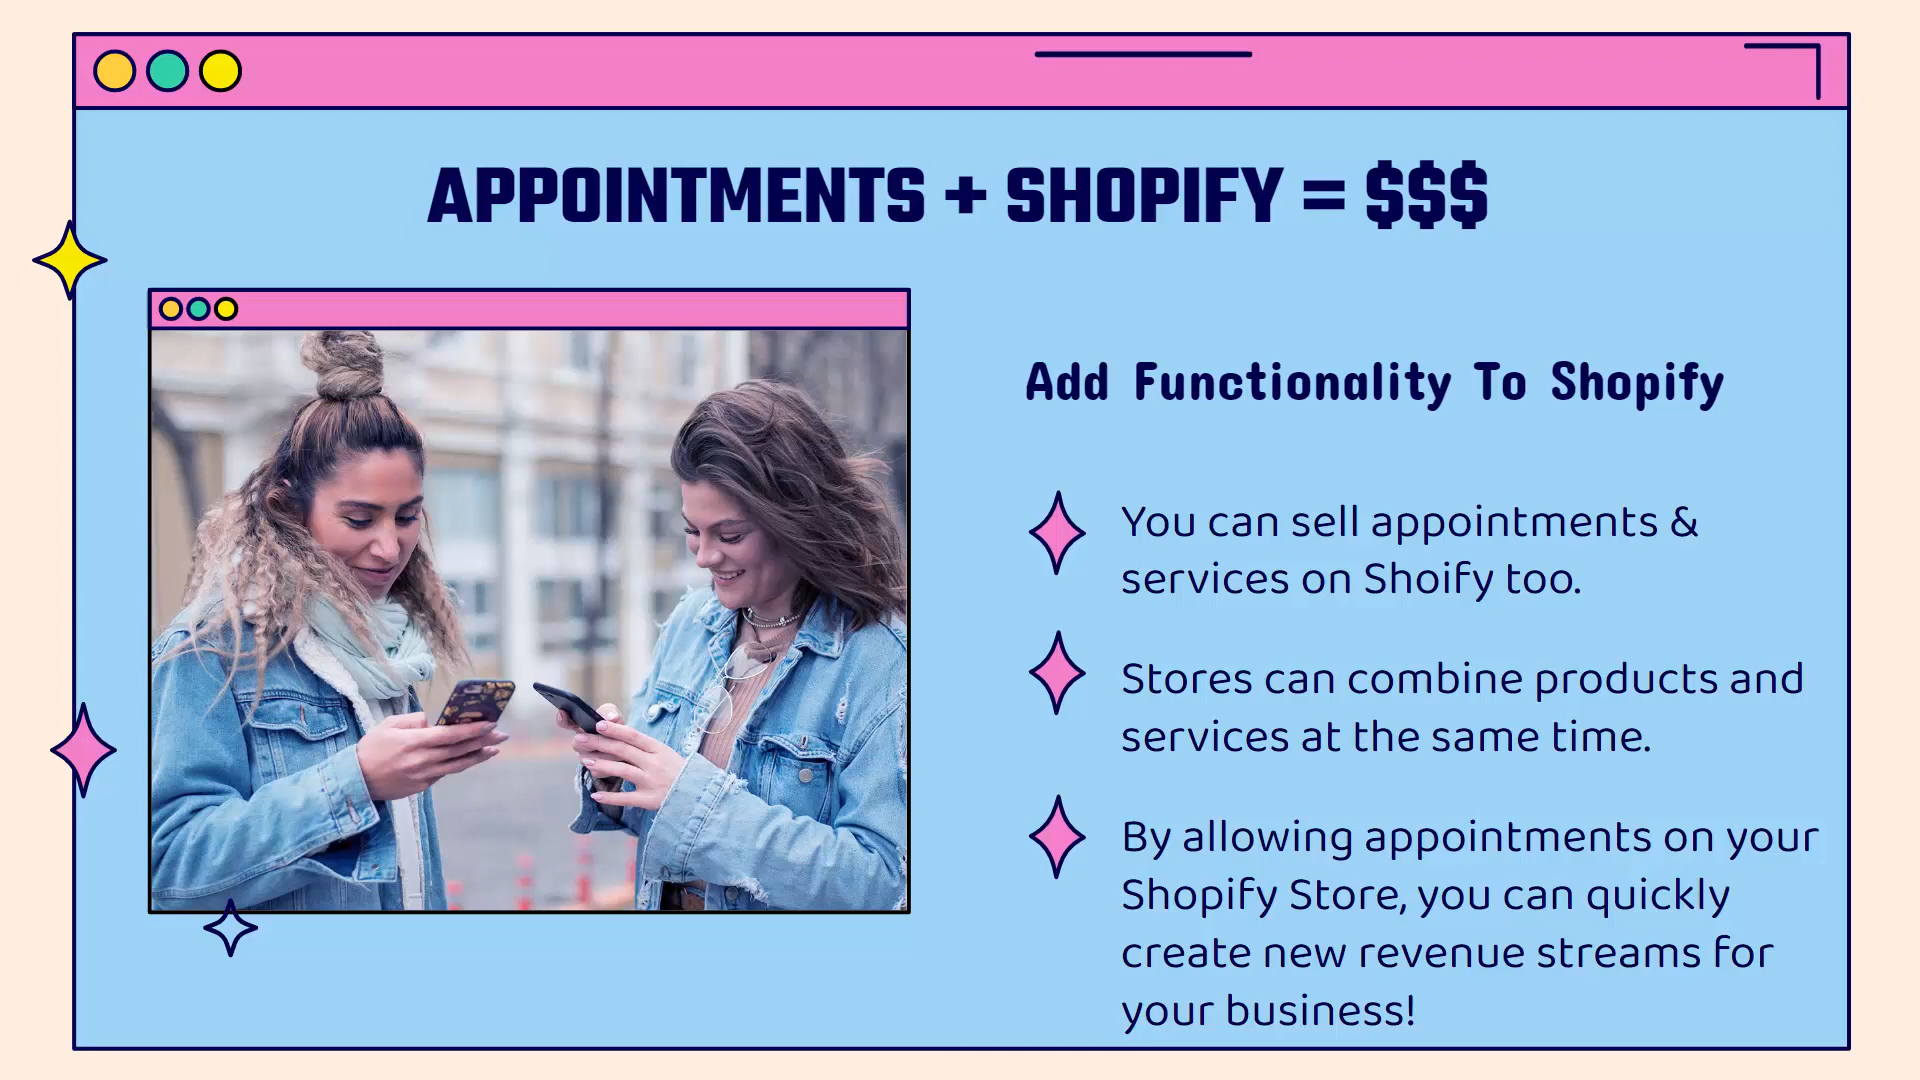 APPOINTMENTS + SHOPIFY = $$$
Add Functionality To Shopify
You can sell appointments &
services on Shoify too.
Stores can combine products and
services at the same time.
By allowing appointments on your
Shopify Store, you can quickly
create new revenue streams for
your business!